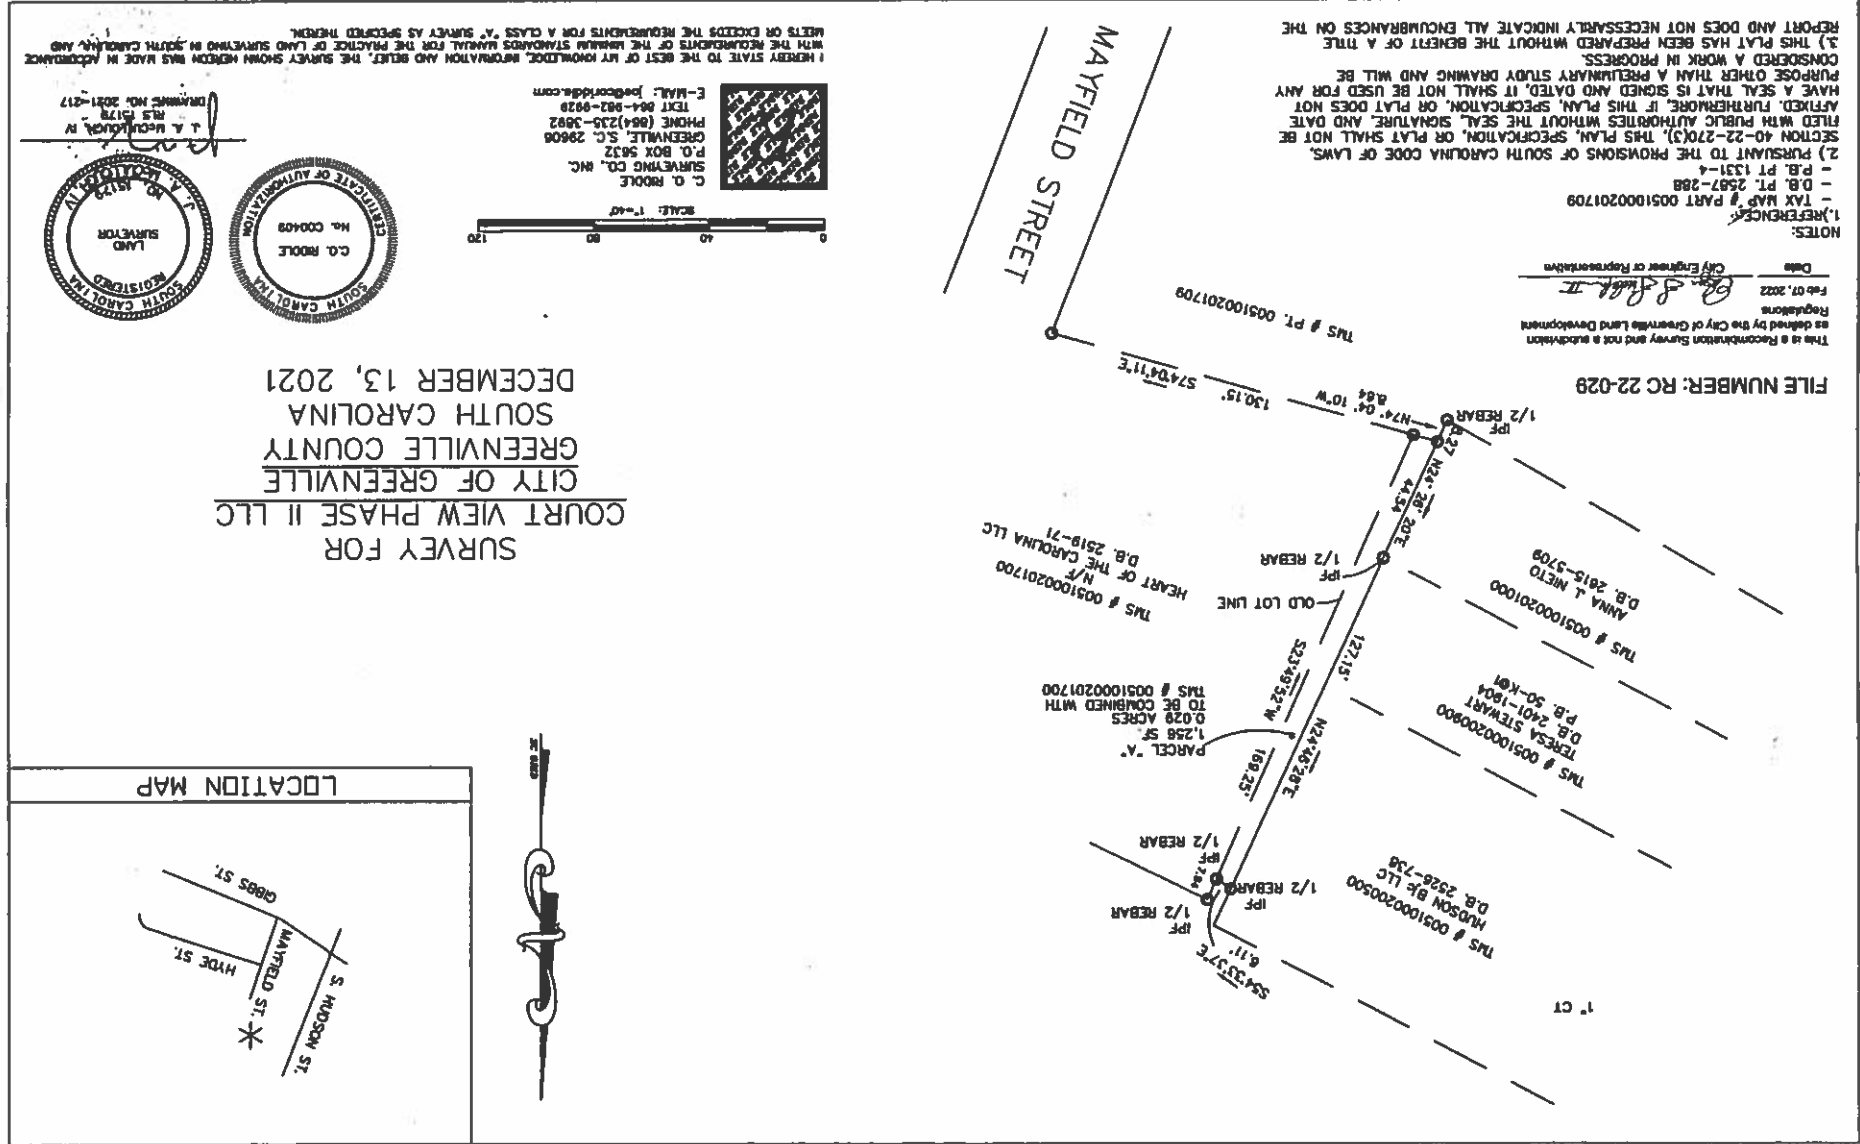 LOCATION MAP
S. HUDSON ST.
MAYFIELD ST.
HYDE ST.
GIBBS ST.
1" CT
S54°33'37"E
6.11'
IPF
1/2 REBAR
7.84
IPF
1/2 REBAR
IPF
1/2 REBAR
TMS # 0051000200500
HUDSON BJc LLC
D.B. 2526-736
TMS # 0051000200900
TERESA STEWART
D.B. 2401-1904
P.B. 50-K61
TMS # 0051000201000
ANNA J. NIETO
D.B. 2615-3709
N24°46'28"E
127.15'
169.25'
S23°49'52"W
PARCEL "A"
1,256 SF
0.029 ACRES
TO BE COMBINED WITH
TMS # 0051000201700
OLD LOT LINE
IPF
1/2 REBAR
TMS # 0051000201700
N/F
HEART OF THE CAROLINA LLC
D.B. 2519-71
N24° 26' 20"E
44.54
8.27
IPF
1/2 REBAR
N74° 04' 10"W
8.64
130.15'
S74°04'11"E
TMS # PT. 0051000201709
MAYFIELD STREET
SURVEY FOR
COURT VIEW PHASE II LLC
CITY OF GREENVILLE
GREENVILLE COUNTY
SOUTH CAROLINA
DECEMBER 13, 2021
FILE NUMBER: RC 22-029
This is a Recombination Survey and not a subdivision
as defined by the City of Greenville Land Development
Regulations
Feb 07, 2022
Date City Engineer or Representative
NOTES:
1.)REFERENCE:
- TAX MAP # PART 0051000201709
- D.B. PT. 2587-288
- P.B. PT 1331-4
2.) PURSUANT TO THE PROVISIONS OF SOUTH CAROLINA CODE OF LAWS,
SECTION 40-22-270(3), THIS PLAN, SPECIFICATION, OR PLAT SHALL NOT BE
FILED WITH PUBLIC AUTHORITIES WITHOUT THE SEAL, SIGNATURE, AND DATE
AFFIXED. FURTHERMORE, IF THIS PLAN, SPECIFICATION, OR PLAT DOES NOT
HAVE A SEAL THAT IS SIGNED AND DATED, IT SHALL NOT BE USED FOR ANY
PURPOSE OTHER THAN A PRELIMINARY STUDY DRAWING AND WILL BE
CONSIDERED A WORK IN PROGRESS.
3.) THIS PLAT HAS BEEN PREPARED WITHOUT THE BENEFIT OF A TITLE
REPORT AND DOES NOT NECESSARILY INDICATE ALL ENCUMBRANCES ON THE
0 40 80 120
SCALE: 1"=40'
C. O. RIDDLE
SURVEYING CO., INC.
P.O. BOX 5632
GREENVILLE, S.C. 29606
PHONE (864)235-3692
TEXT 864-982-9929
E-MAIL: joe@coriddle.com
SOUTH CAROLINA
C.O. RIDDLE
No. C00409
CERTIFICATE OF AUTHORIZATION
SOUTH CAROLINA
REGISTERED
LAND
SURVEYOR
NO. 15179
J. A. McCULLOUGH, IV
J. A. McCULLOUGH, IV
RLS 15179
DRAWING NO. 2021-217
I HEREBY STATE TO THE BEST OF MY KNOWLEDGE, INFORMATION AND BELIEF, THE SURVEY SHOWN HEREON WAS MADE IN ACCORDANCE
WITH THE REQUIREMENTS OF THE MINIMUM STANDARDS MANUAL FOR THE PRACTICE OF LAND SURVEYING IN SOUTH CAROLINA, AND
MEETS OR EXCEEDS THE REQUIREMENTS FOR A CLASS "A" SURVEY AS SPECIFIED THEREIN.